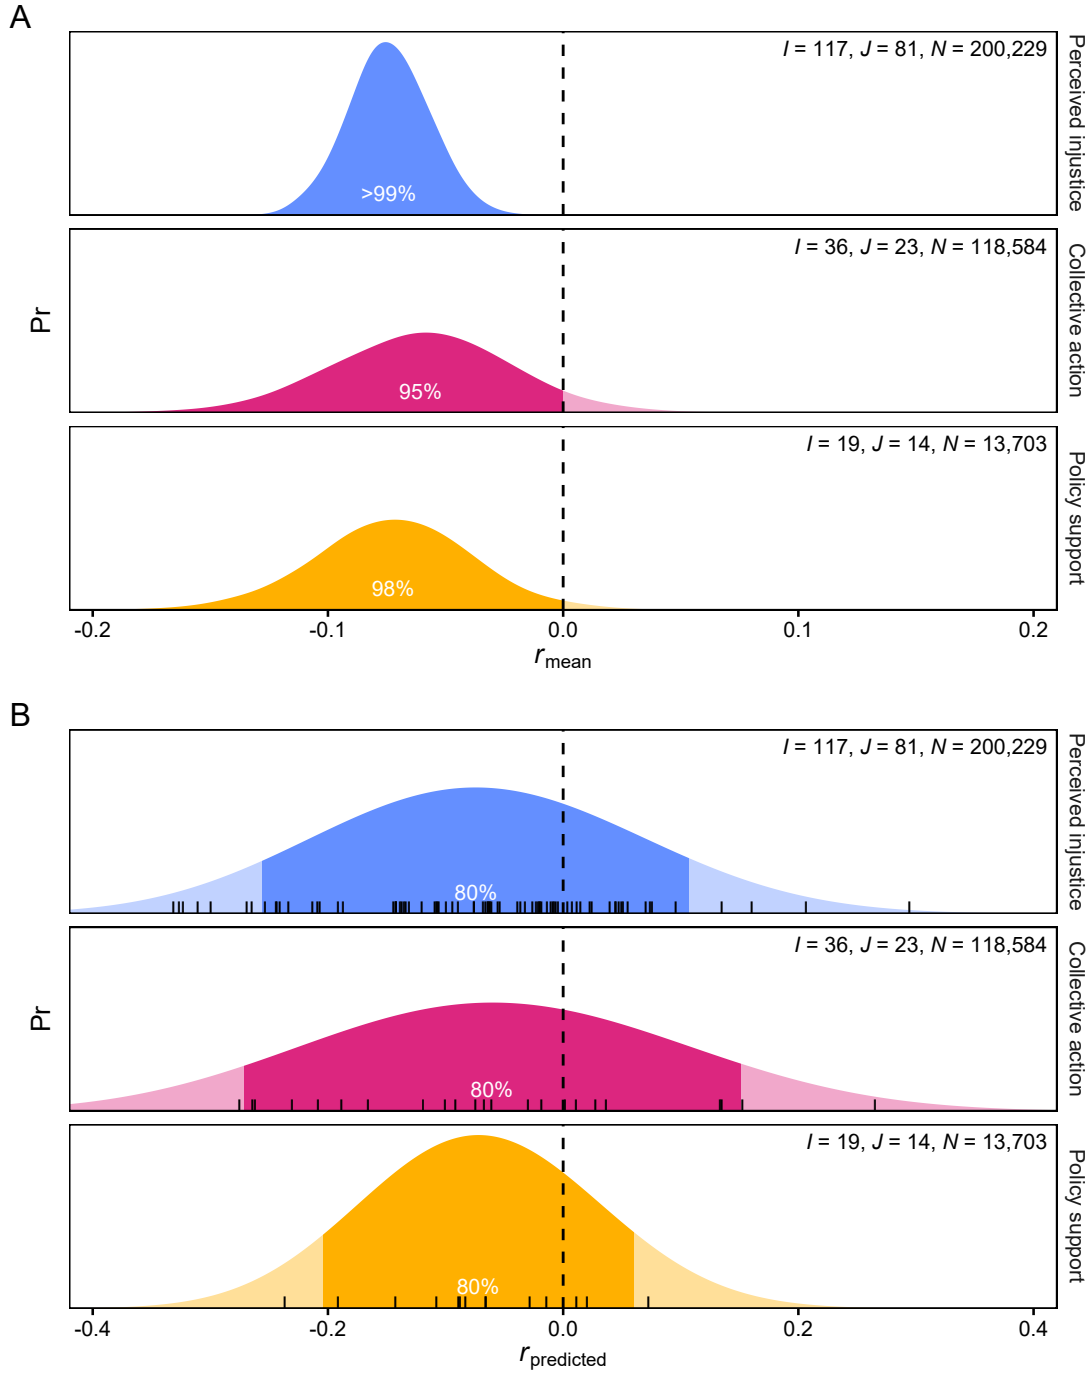 A
I = 117, J = 81, N = 200,229
Perceived injustice
>99%
I = 36, J = 23, N = 118,584
Collective action
95%
Pr
I = 19, J = 14, N = 13,703
Policy support
98%
-0.2 -0.1 0.0 0.1 0.2
r mean
B
I = 117, J = 81, N = 200,229
Perceived injustice
80%
I = 36, J = 23, N = 118,584
Collective action
80%
Pr
I = 19, J = 14, N = 13,703
Policy support
80%
-0.4 -0.2 0.0 0.2 0.4
r predicted